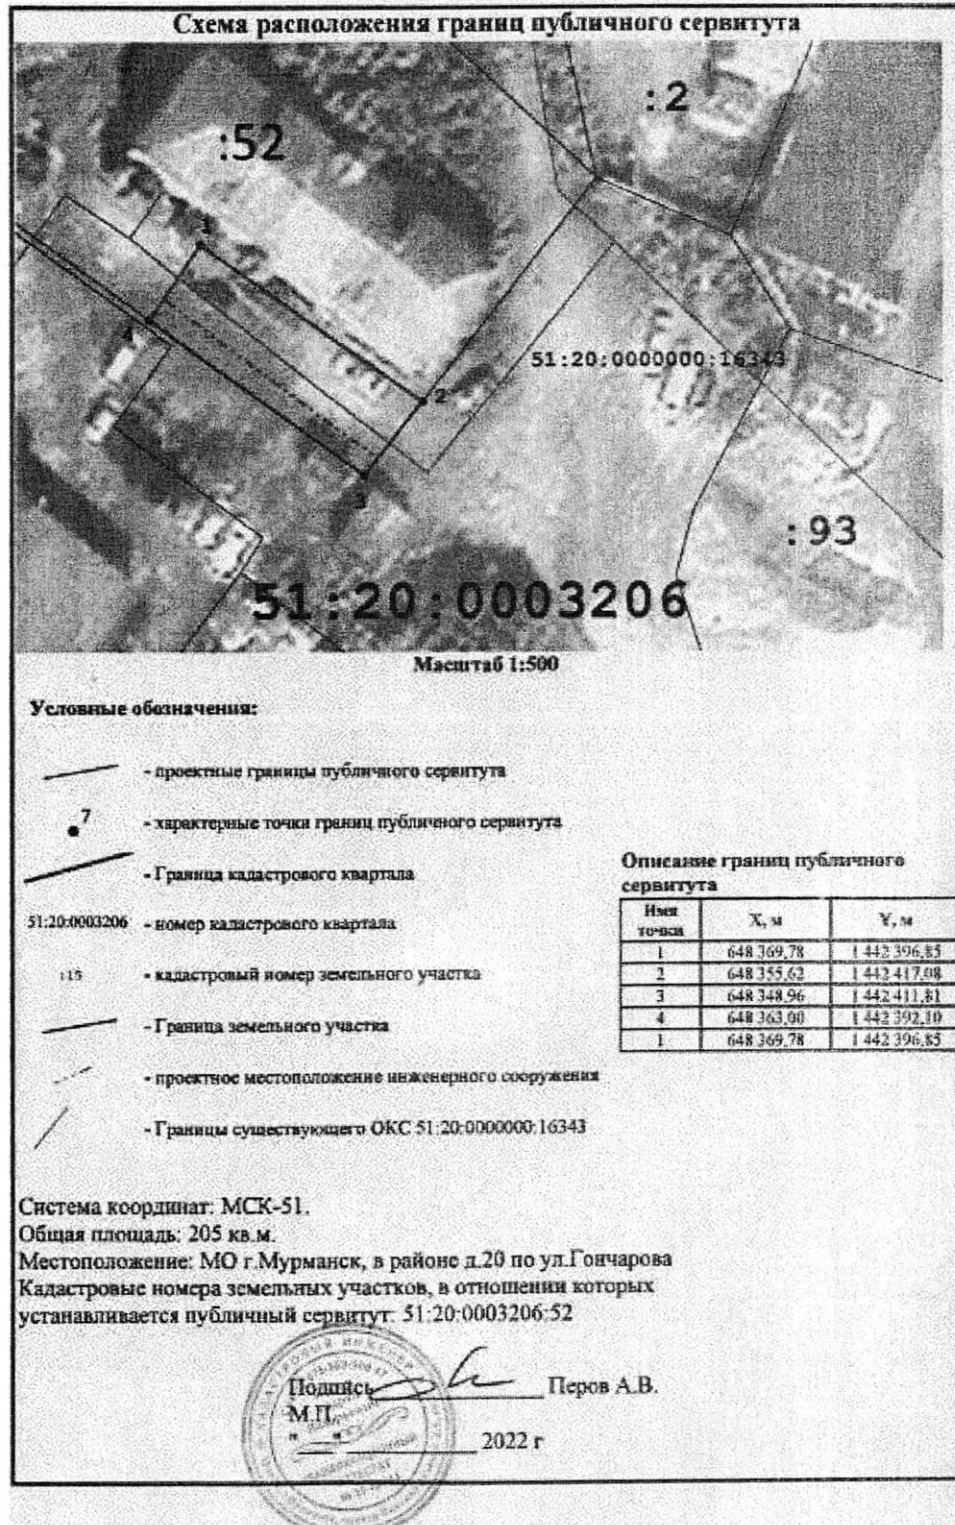 Схема расположения границ публичного сервитута
:2
:52
1
51:20:0000000:16343
4
2
3
:93
51:20:0003206
Масштаб 1:500
Условные обозначения:
- проектные границы публичного сервитута
7
- характерные точки границ публичного сервитута
- Граница кадастрового квартала
51:20:0003206 - номер кадастрового квартала
:15 - кадастровый номер земельного участка
- Граница земельного участка
- проектное местоположение инженерного сооружения
- Границы существующего ОКС 51:20:0000000:16343
Описание границ публичного
сервитута
Имя точки X, м Y, м
1 648 369,78 1 442 396,85
2 648 355,62 1 442 417,08
3 648 348,96 1 442 411,81
4 648 363,00 1 442 392,10
1 648 369,78 1 442 396,85
Система координат: МСК-51.
Общая площадь: 205 кв.м.
Местоположение: МО г.Мурманск, в районе д.20 по ул.Гончарова
Кадастровые номера земельных участков, в отношении которых
устанавливается публичный сервитут: 51:20:0003206:52
Подпись Перов А.В.
М.П.
" " 2022 г